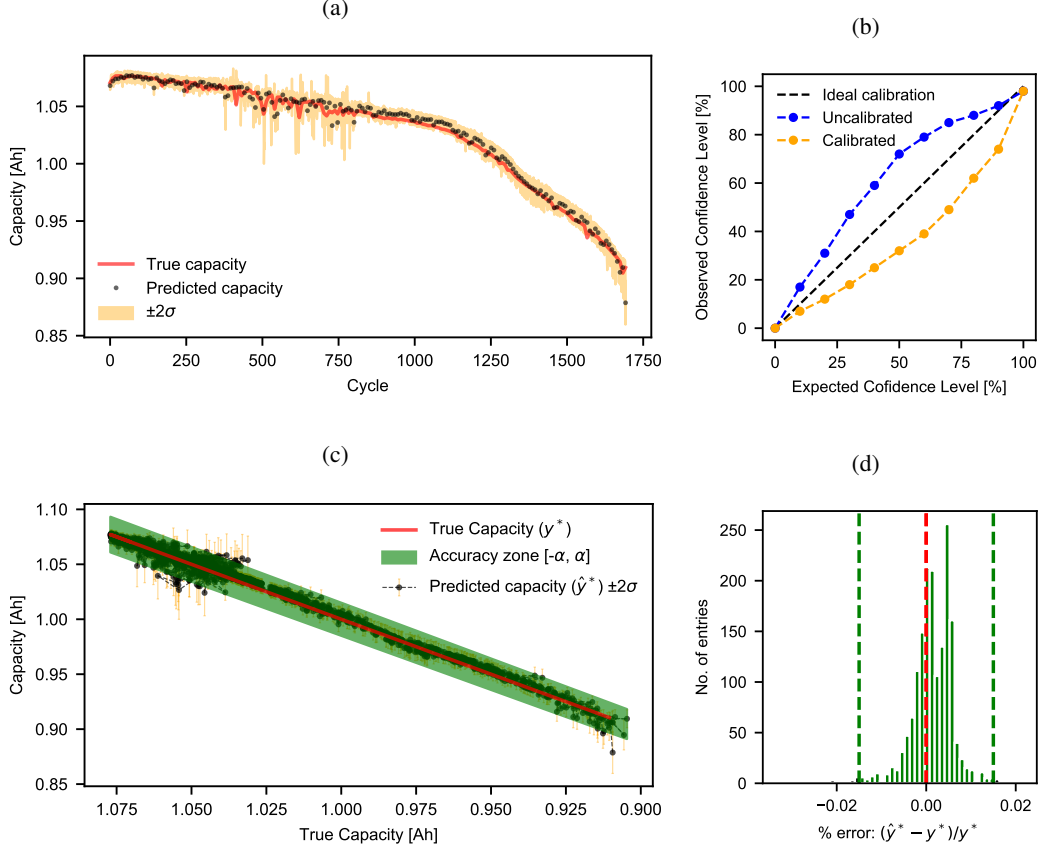 (a)
Capacity [Ah]
1.05
1.00
0.95
0.90
0.85
True capacity
Predicted capacity
±2σ
0
250
500
750
1000
1250
1500
1750
Cycle
(b)
Observed Confidence Level [%]
100
80
60
40
20
0
Ideal calibration
Uncalibrated
Calibrated
0
25
50
75
100
Expected Cofidence Level [%]
(c)
Capacity [Ah]
1.10
1.05
1.00
0.95
0.90
0.85
True Capacity (y*)
Accuracy zone [-α, α]
Predicted capacity (ŷ*) ±2σ
1.075
1.050
1.025
1.000
0.975
0.950
0.925
0.900
True Capacity [Ah]
(d)
No. of entries
250
200
150
100
50
0
−0.02
0.00
0.02
% error: (ŷ* − y*)/y*